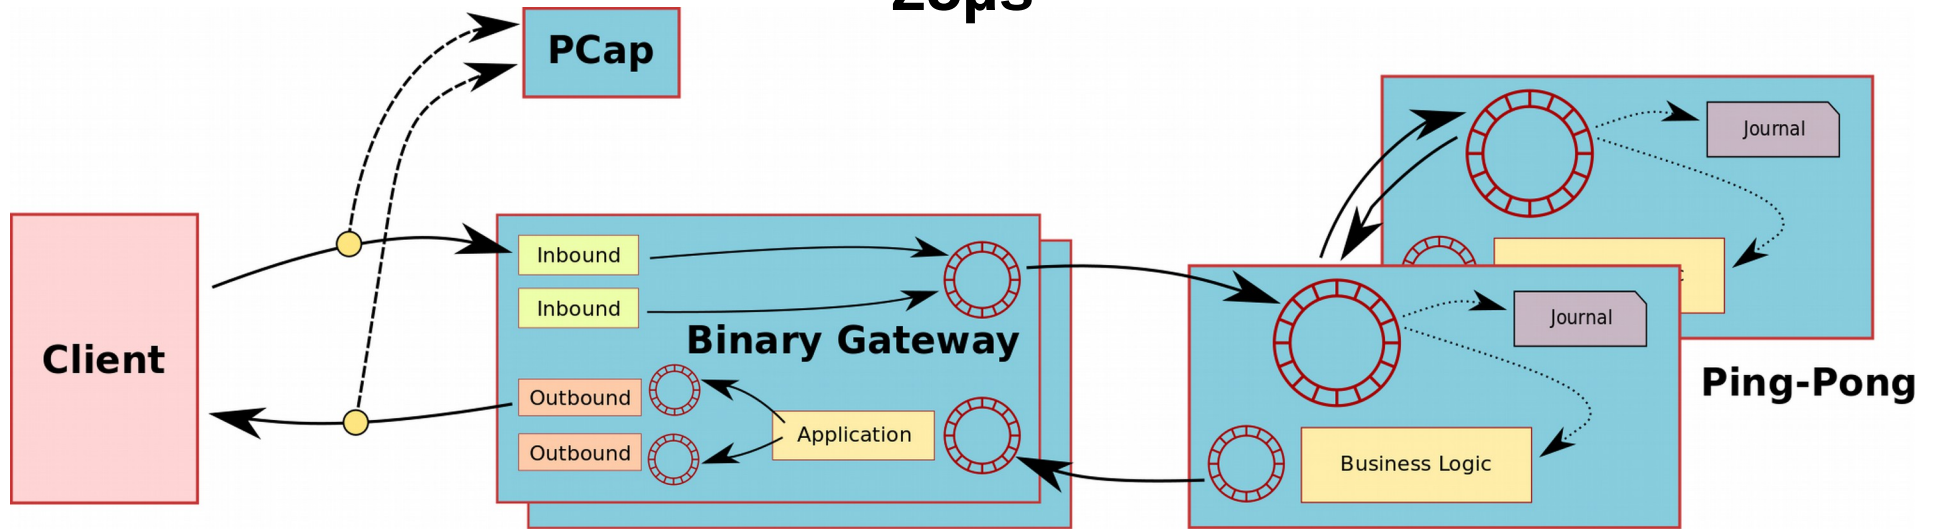 PCap
Journal
Client
Inbound
Inbound
Binary Gateway
Outbound
Outbound
Application
Journal
Business Logic
Ping-Pong